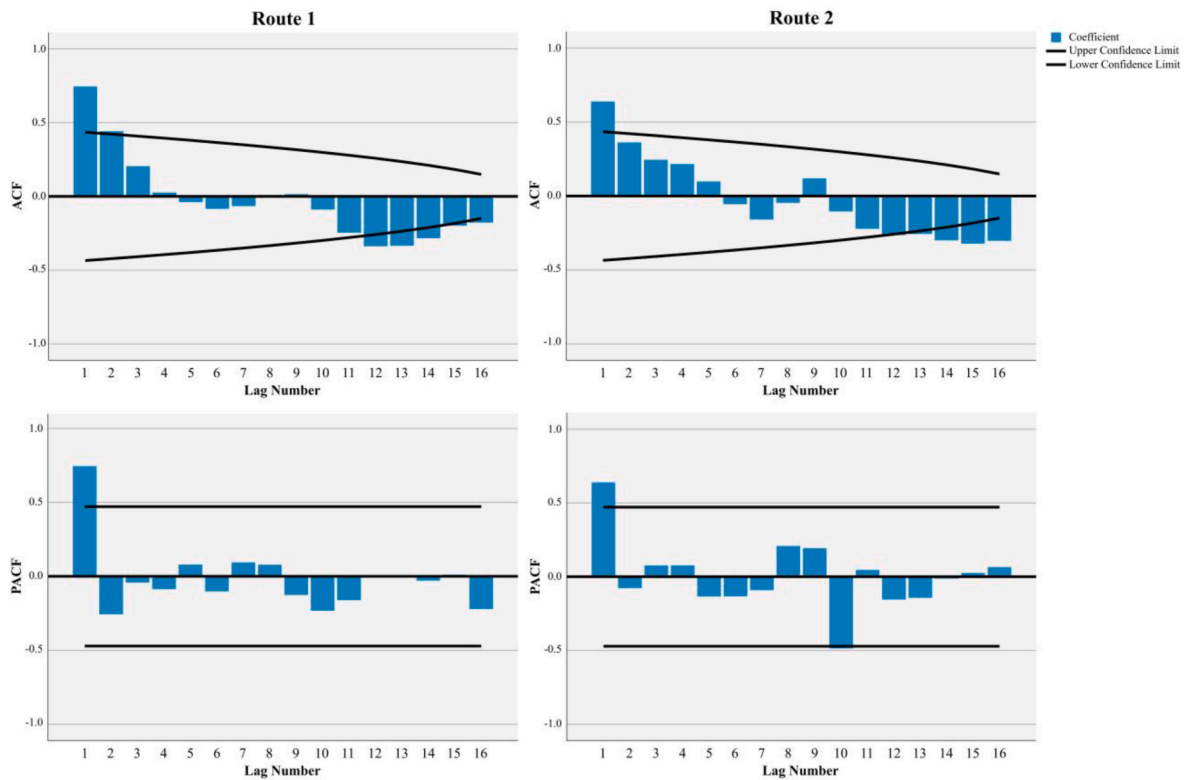 Route 1
Route 2
Coefficient
Upper Confidence Limit
Lower Confidence Limit
1.0
0.5
0.0
-0.5
-1.0
ACF
1 2 3 4 5 6 7 8 9 10 11 12 13 14 15 16
Lag Number
1.0
0.5
0.0
-0.5
-1.0
ACF
1 2 3 4 5 6 7 8 9 10 11 12 13 14 15 16
Lag Number
1.0
0.5
0.0
-0.5
-1.0
PACF
1 2 3 4 5 6 7 8 9 10 11 12 13 14 15 16
Lag Number
1.0
0.5
0.0
-0.5
-1.0
PACF
1 2 3 4 5 6 7 8 9 10 11 12 13 14 15 16
Lag Number